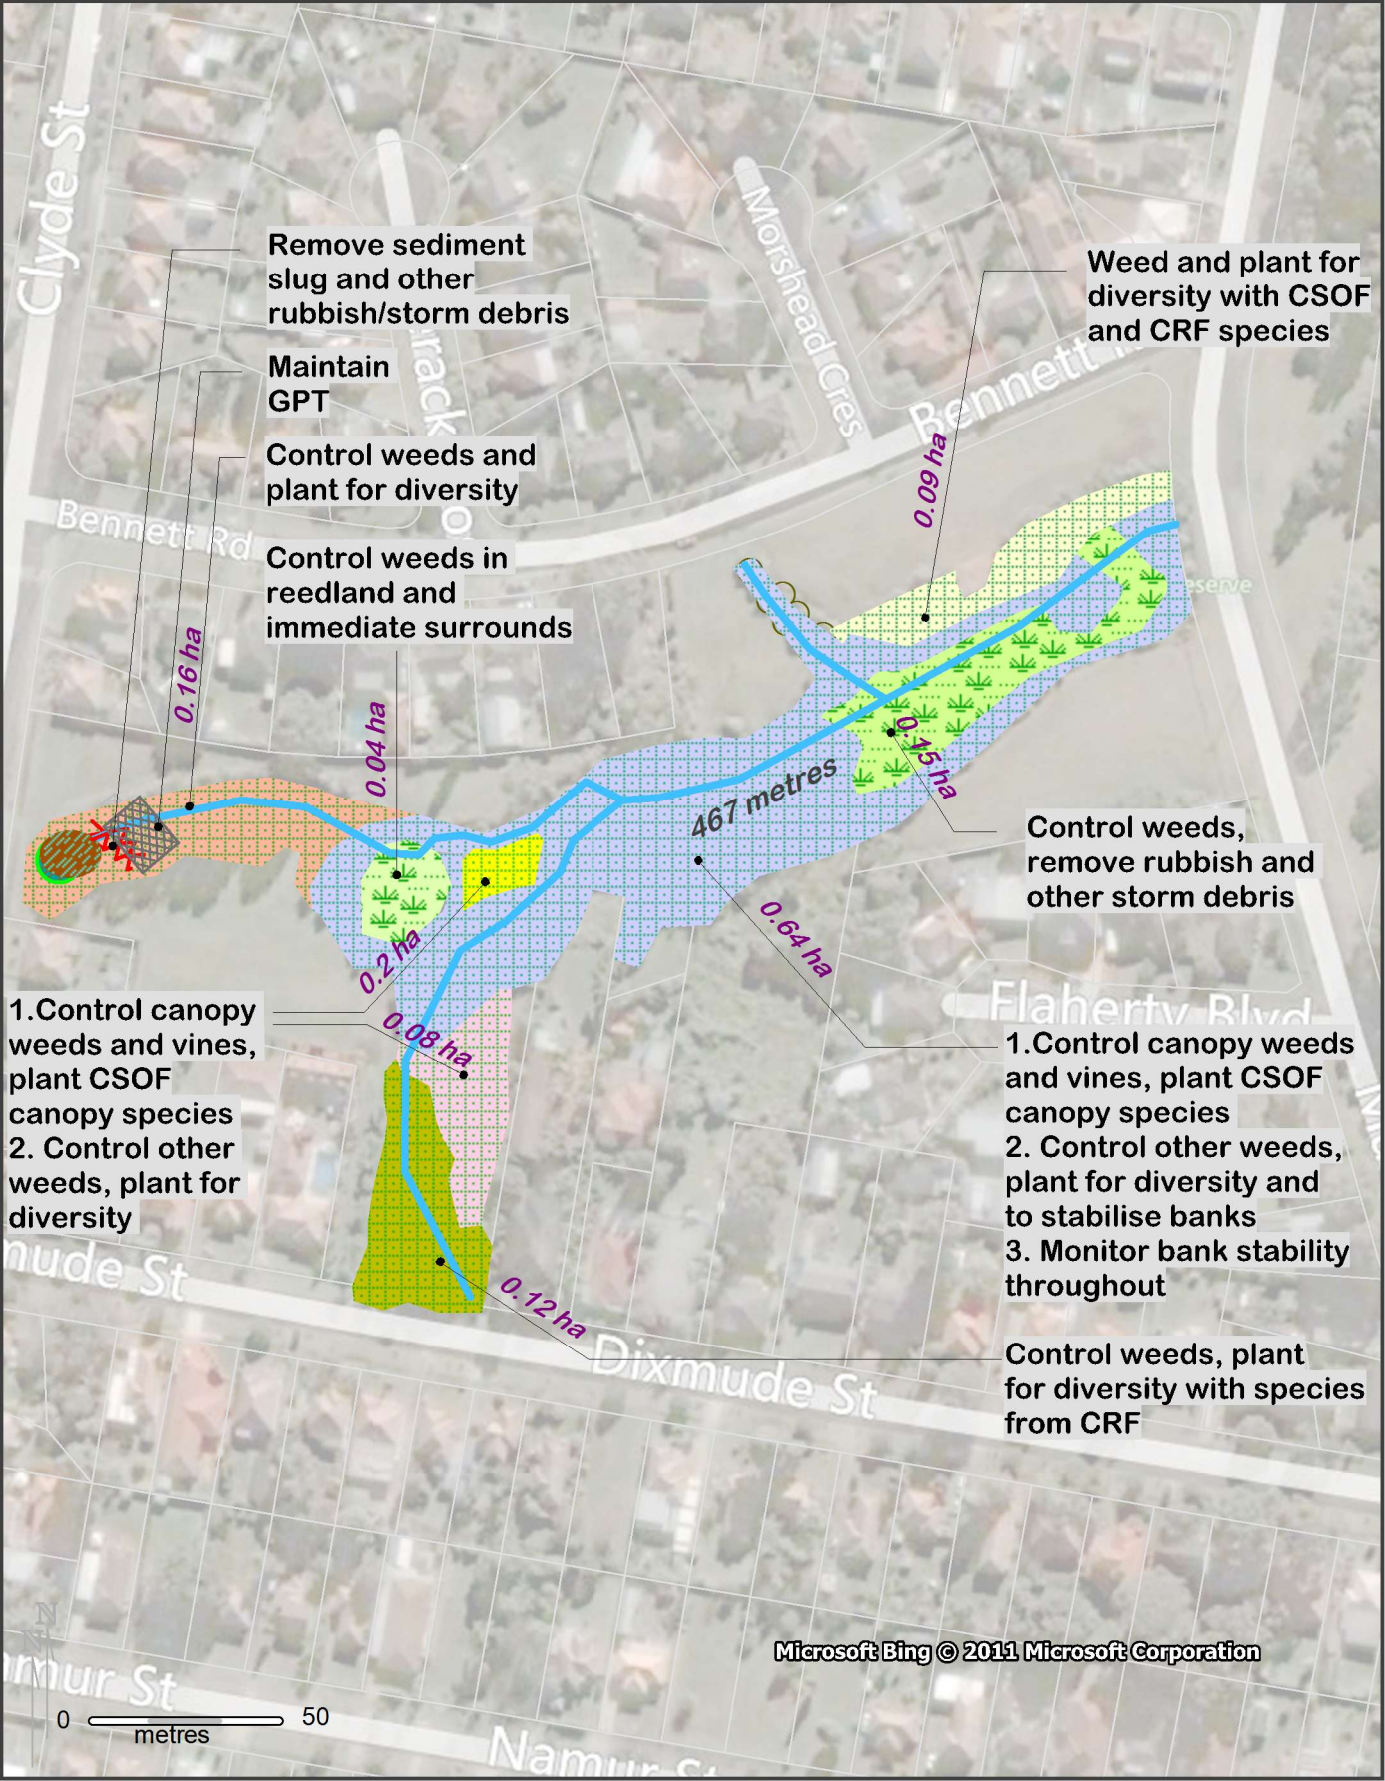 Clyde St
Remove sediment
slug and other
rubbish/storm debris
Maintain
GPT
Control weeds and
plant for diversity
Control weeds in
reedland and
immediate surrounds
Morshead Cres
Weed and plant for
diversity with CSOF
and CRF species
Bennett
Bennett Rd
0.09 ha
0.16 ha
0.04 ha
0.15 ha
467 metres
Control weeds,
remove rubbish and
other storm debris
0.64 ha
0.2 ha
0.08 ha
Flaherty Blvd
1.Control canopy
weeds and vines,
plant CSOF
canopy species
2. Control other
weeds, plant for
diversity
1.Control canopy weeds
and vines, plant CSOF
canopy species
2. Control other weeds,
plant for diversity and
to stabilise banks
3. Monitor bank stability
throughout
mude St
0.12 ha
Dixmude St
Control weeds, plant
for diversity with species
from CRF
Microsoft Bing © 2011 Microsoft Corporation
N
N
mur St
0 50
metres
Namur St